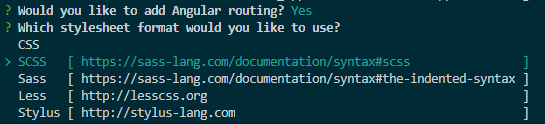 ? Would you like to add Angular routing? Yes
? Which stylesheet format would you like to use?
CSS
> SCSS [ https://sass-lang.com/documentation/syntax#scss ]
Sass [ https://sass-lang.com/documentation/syntax#the-indented-syntax ]
Less [ http://lesscss.org ]
Stylus [ http://stylus-lang.com ]